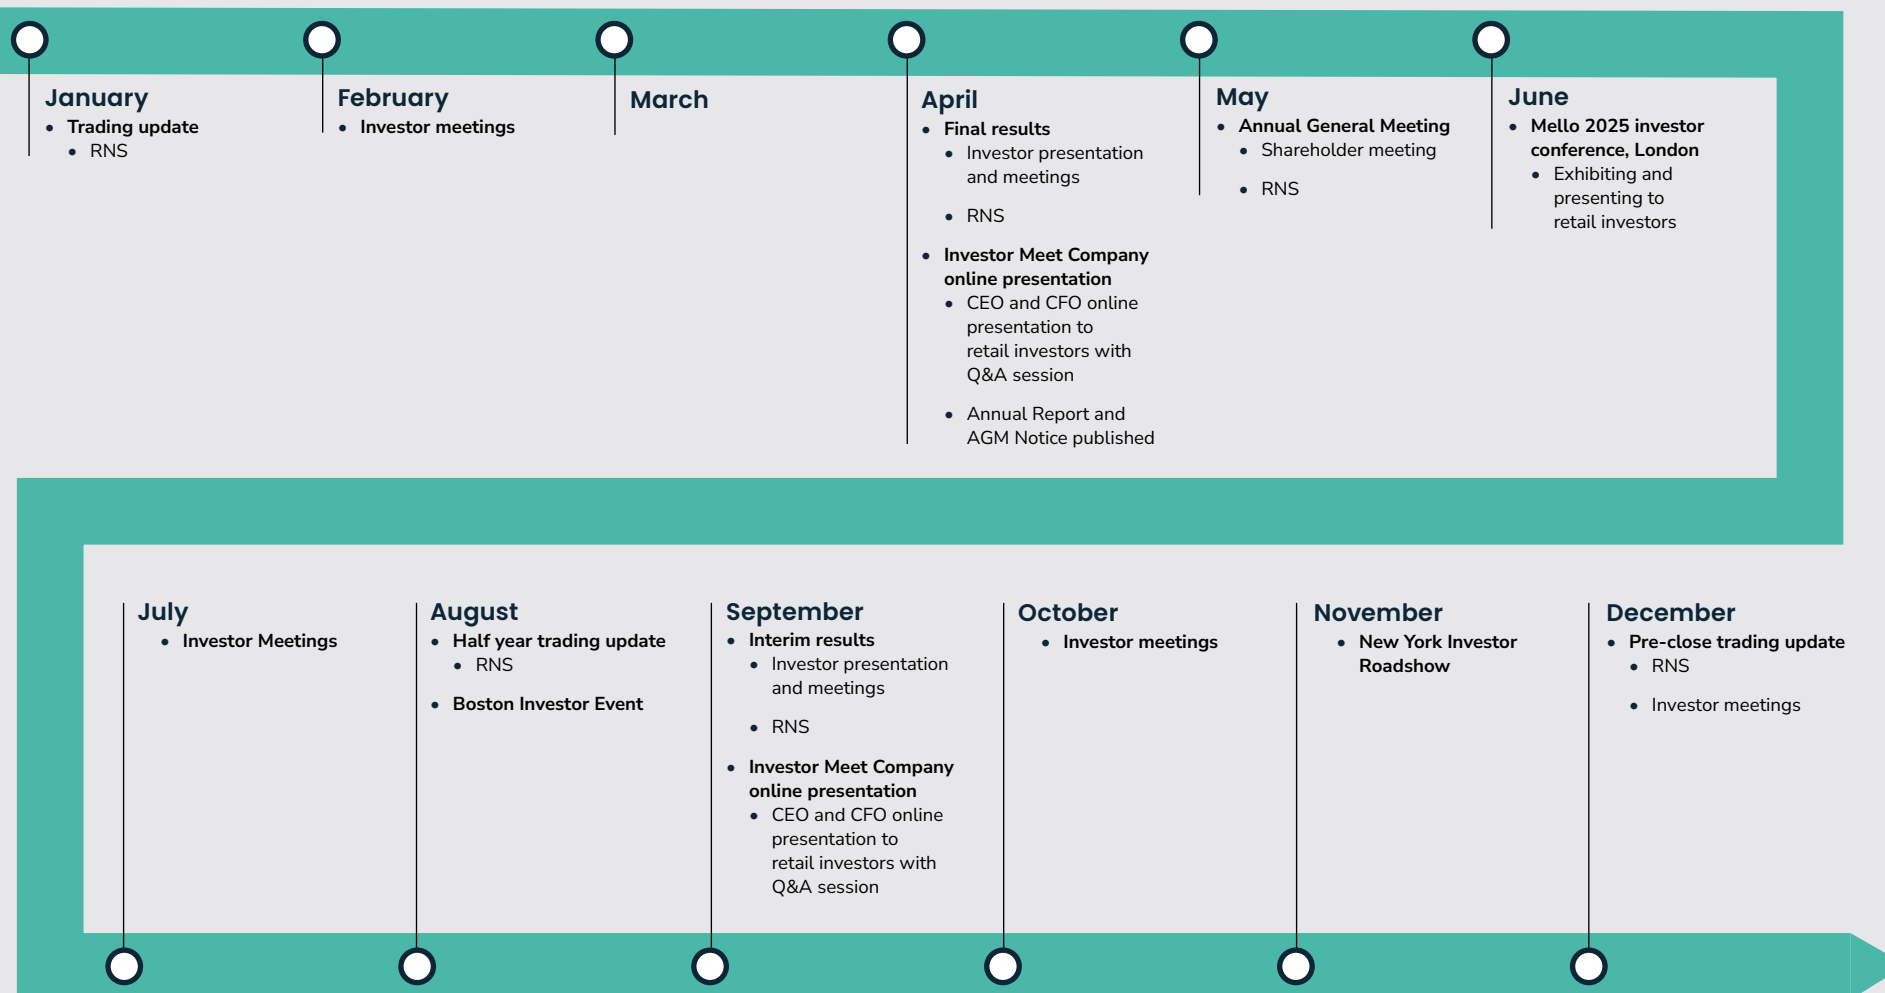 January
• Trading update
• RNS
February
• Investor meetings
March
April
• Final results
• Investor presentation
and meetings
• RNS
• Investor Meet Company
online presentation
• CEO and CFO online
presentation to
retail investors with
Q&A session
• Annual Report and
AGM Notice published
May
• Annual General Meeting
• Shareholder meeting
• RNS
June
• Mello 2025 investor
conference, London
• Exhibiting and
presenting to
retail investors
July
• Investor Meetings
August
• Half year trading update
• RNS
• Boston Investor Event
September
• Interim results
• Investor presentation
and meetings
• RNS
• Investor Meet Company
online presentation
• CEO and CFO online
presentation to
retail investors with
Q&A session
October
• Investor meetings
November
• New York Investor
Roadshow
December
• Pre-close trading update
• RNS
• Investor meetings